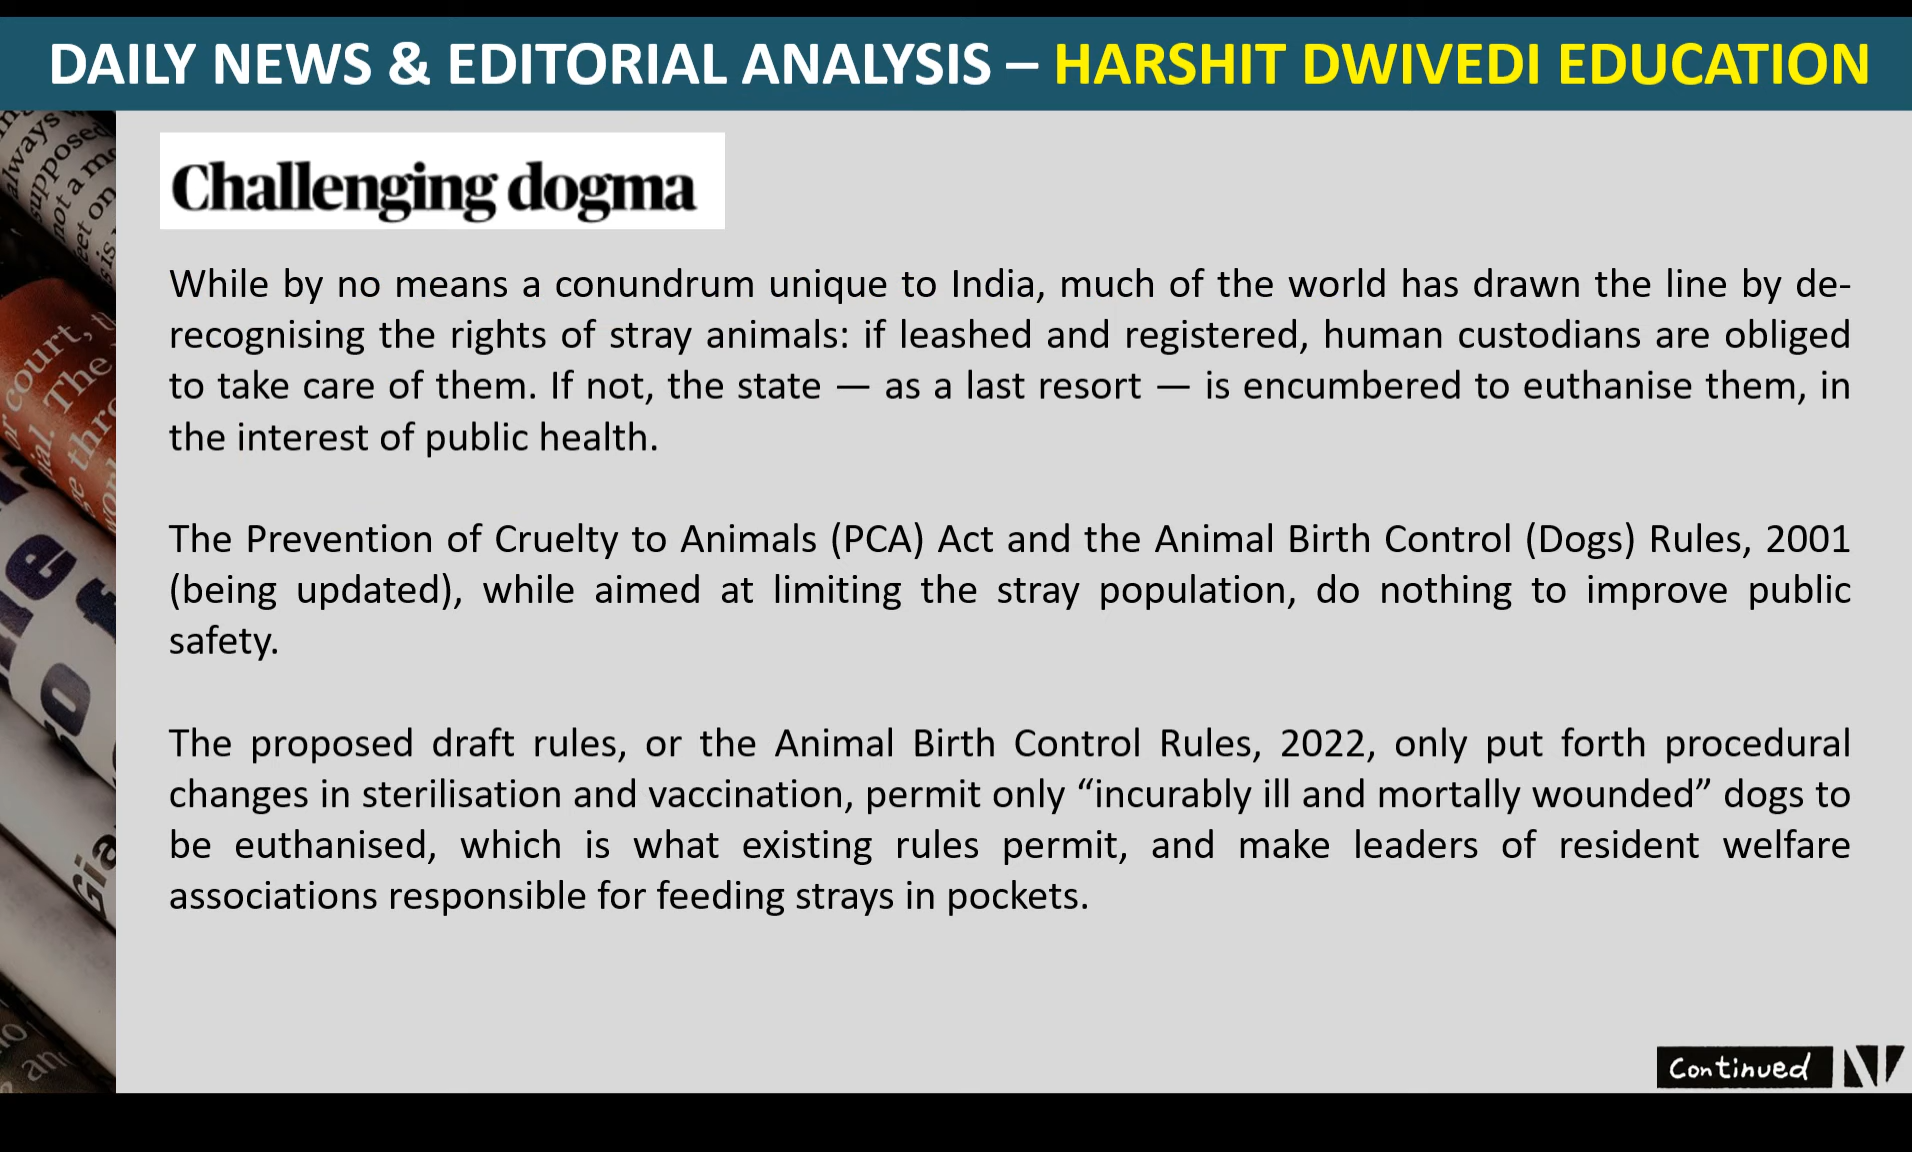 DAILY NEWS & EDITORIAL ANALYSIS – HARSHIT DWIVEDI EDUCATION
Challenging dogma
While by no means a conundrum unique to India, much of the world has drawn the line by de-
recognising the rights of stray animals: if leashed and registered, human custodians are obliged
to take care of them. If not, the state — as a last resort — is encumbered to euthanise them, in
the interest of public health.
The Prevention of Cruelty to Animals (PCA) Act and the Animal Birth Control (Dogs) Rules, 2001
(being updated), while aimed at limiting the stray population, do nothing to improve public
safety.
The proposed draft rules, or the Animal Birth Control Rules, 2022, only put forth procedural
changes in sterilisation and vaccination, permit only “incurably ill and mortally wounded” dogs to
be euthanised, which is what existing rules permit, and make leaders of resident welfare
associations responsible for feeding strays in pockets.
Continued
always
supposed
not a
court,
The